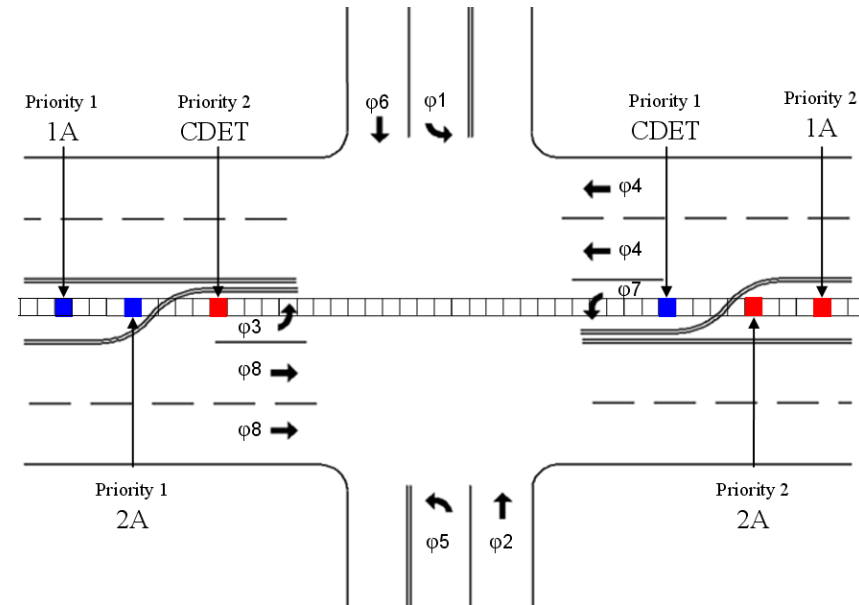 Priority 1
1A
Priority 2
CDET
φ6
φ1
Priority 1
CDET
Priority 2
1A
φ4
φ4
φ7
φ3
φ8
φ8
Priority 1
2A
φ5
φ2
Priority 2
2A